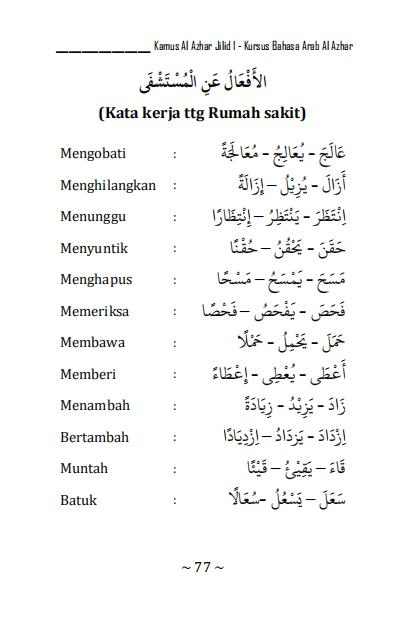 Kamus Al Azhar Jilid I - Kursus Bahasa Arab Al Azhar
الأَفْعَالُ عَنِ الْمُسْتَشْفَى
(Kata kerja ttg Rumah sakit)
Mengobati : عَالَجَ – يُعَالِجُ – مُعَالَجَةً
Menghilangkan : أَزَالَ – يُزِيْلُ – إِزَالَةً
Menunggu : اِنْتَظَرَ – يَنْتَظِرُ – إِنْتِظَارًا
Menyuntik : حَقَنَ – يَحْقُنُ – حُقْنًا
Menghapus : مَسَحَ – يَمْسَحُ – مَسْحًا
Memeriksa : فَحَصَ – يَفْحَصُ – فَحْصًا
Membawa : حَمَلَ – يَحْمِلُ – حَمْلًا
Memberi : أَعْطَى – يُعْطِى – إِعْطَاءً
Menambah : زَادَ – يَزِيْدُ – زِيَادَةً
Bertambah : اِزْدَادَ – يَزدَادُ – اِزْدِيَادًا
Muntah : قَاءَ – يَقِيْئُ – قَيْئًا
Batuk : سَعَلَ – يَسْعُلُ –سُعَالًا
~ 77 ~